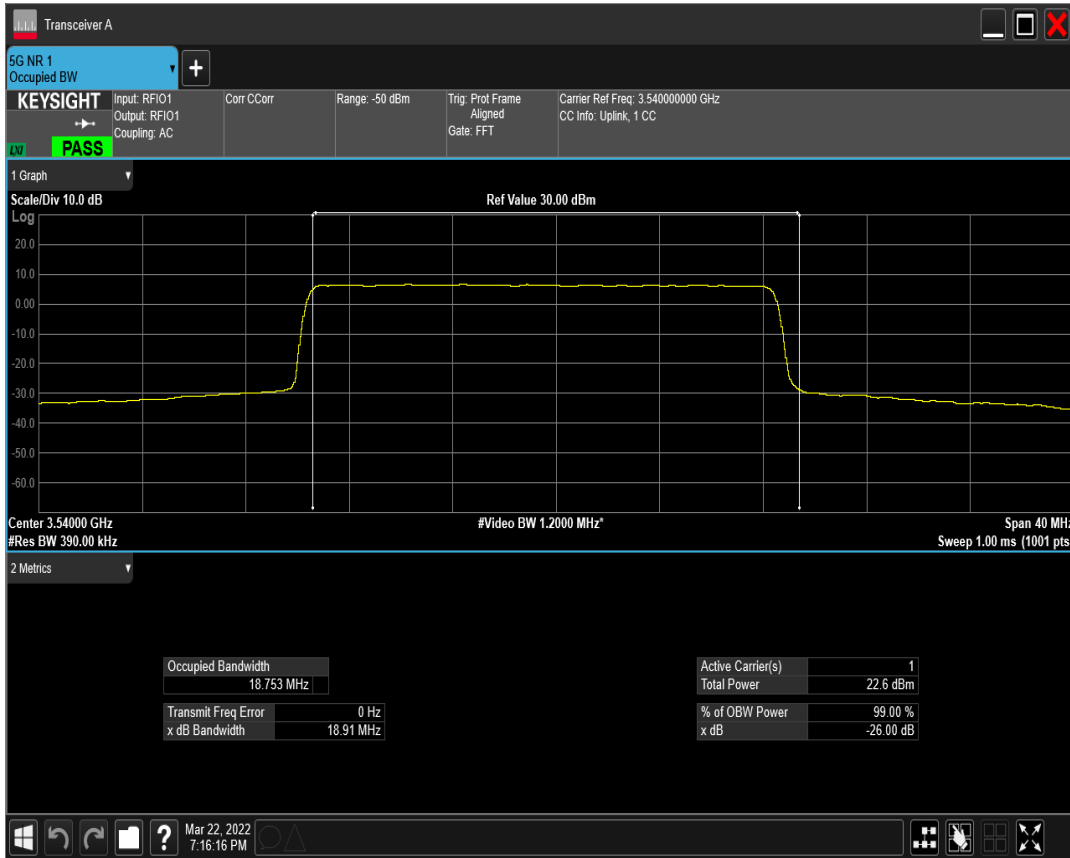 Transceiver A
5G NR 1
Occupied BW
KEYSIGHT
LXI
PASS
Input: RFIO1
Output: RFIO1
Coupling: AC
Corr CCorr
Range: -50 dBm
Trig: Prot Frame
Aligned
Gate: FFT
Carrier Ref Freq: 3.540000000 GHz
CC Info: Uplink, 1 CC
1 Graph
Scale/Div 10.0 dB
Ref Value 30.00 dBm
Log
20.0
10.0
0.00
-10.0
-20.0
-30.0
-40.0
-50.0
-60.0
Center 3.54000 GHz
#Video BW 1.2000 MHz*
Span 40 MHz
#Res BW 390.00 kHz
Sweep 1.00 ms (1001 pts
2 Metrics
Occupied Bandwidth
18.753 MHz
Transmit Freq Error 0 Hz
x dB Bandwidth 18.91 MHz
Active Carrier(s) 1
Total Power 22.6 dBm
% of OBW Power 99.00 %
x dB -26.00 dB
?
Mar 22, 2022
7:16:16 PM